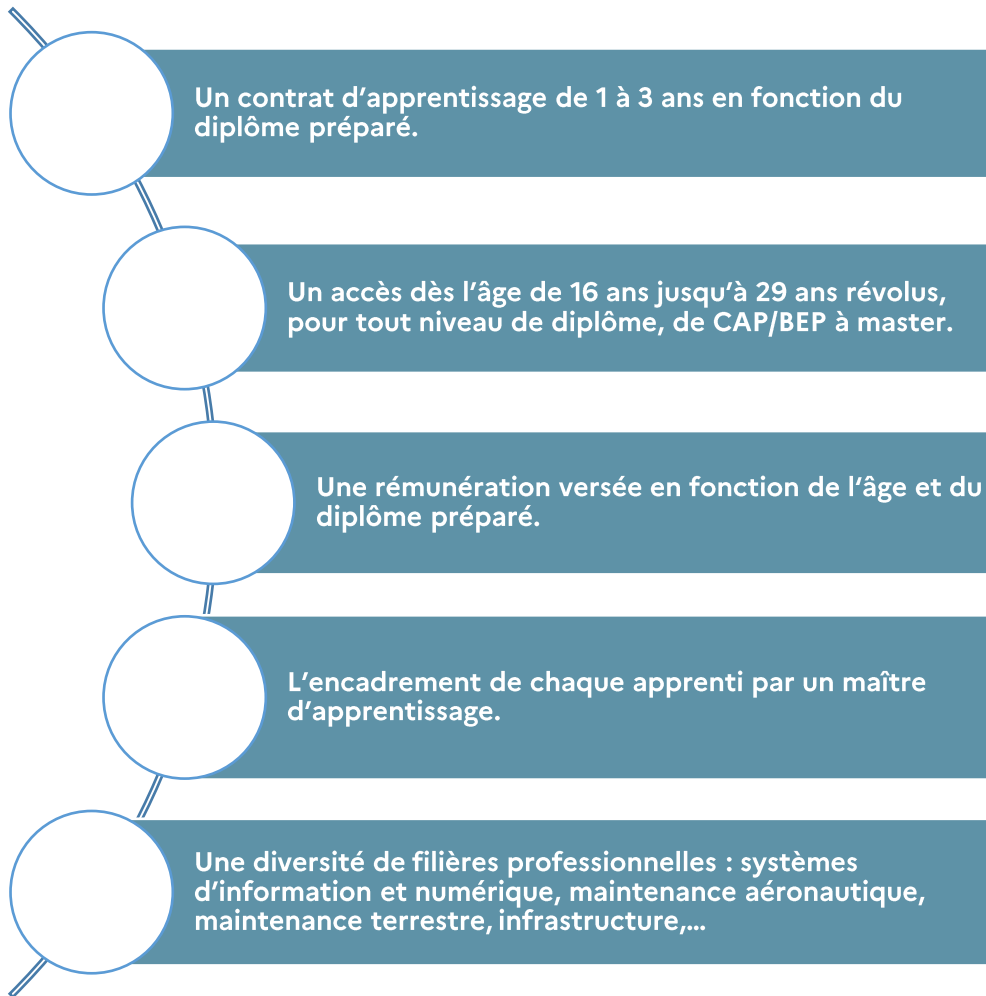 Un contrat d’apprentissage de 1 à 3 ans en fonction du
diplôme préparé.
Un accès dès l’âge de 16 ans jusqu’à 29 ans révolus,
pour tout niveau de diplôme, de CAP/BEP à master.
Une rémunération versée en fonction de l’âge et du
diplôme préparé.
L’encadrement de chaque apprenti par un maître
d’apprentissage.
Une diversité de filières professionnelles : systèmes
d’information et numérique, maintenance aéronautique,
maintenance terrestre, infrastructure,…